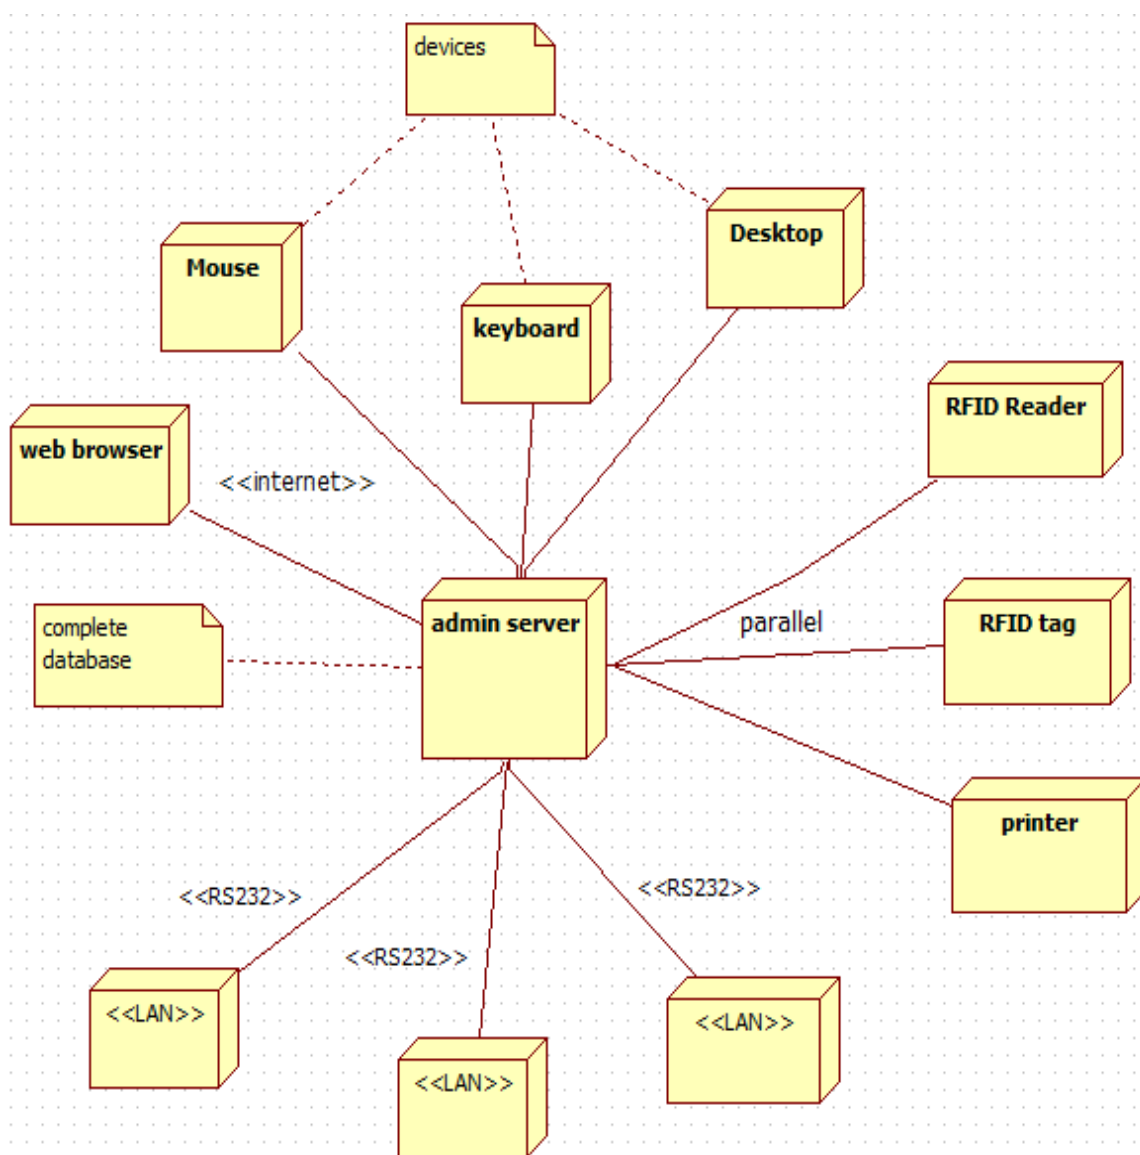 devices
Desktop
Mouse
keyboard
RFID Reader
web browser
<<internet>>
complete
database
admin server
parallel
RFID tag
printer
<<RS232>>
<<RS232>>
<<RS232>>
<<LAN>>
<<LAN>>
<<LAN>>